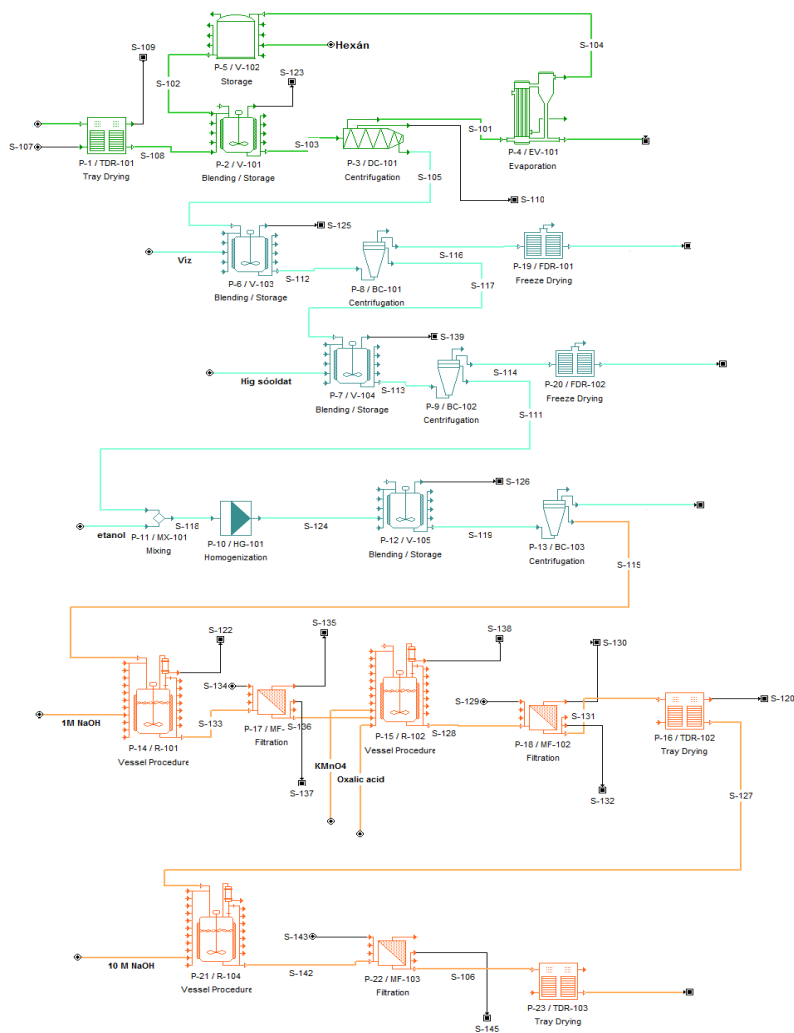 S-109
Hexán
S-104
P-5 / V-102
Storage
S-102
S-123
S-107
S-108
P-1 / TDR-101
Tray Drying
P-2 / V-101
Blending / Storage
S-103
P-3 / DC-101
Centrifugation
S-101
S-105
P-4 / EV-101
Evaporation
S-110
S-125
Víz
P-6 / V-103
Blending / Storage
S-112
P-8 / BC-101
Centrifugation
S-116
S-117
P-19 / FDR-101
Freeze Drying
S-139
Híg sóoldat
P-7 / V-104
Blending / Storage
S-113
P-9 / BC-102
Centrifugation
S-114
S-111
P-20 / FDR-102
Freeze Drying
S-126
etanol
P-11 / MX-101
Mixing
S-118
P-10 / HG-101
Homogenization
S-124
P-12 / V-105
Blending / Storage
S-119
P-13 / BC-103
Centrifugation
S-115
S-122
S-135
S-138
S-130
S-134
S-129
S-120
1M NaOH
P-14 / R-101
Vessel Procedure
S-133
P-17 / MF-
Filtration
S-136
S-137
KMnO4
Oxalic acid
P-15 / R-102
Vessel Procedure
S-128
P-18 / MF-102
Filtration
S-131
S-132
P-16 / TDR-102
Tray Drying
S-127
10 M NaOH
P-21 / R-104
Vessel Procedure
S-142
S-143
P-22 / MF-103
Filtration
S-106
S-145
P-23 / TDR-103
Tray Drying